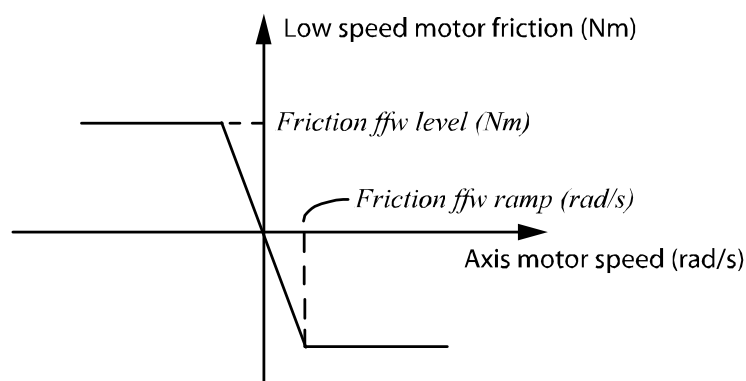 Low speed motor friction (Nm)
Friction ffw level (Nm)
Friction ffw ramp (rad/s)
Axis motor speed (rad/s)